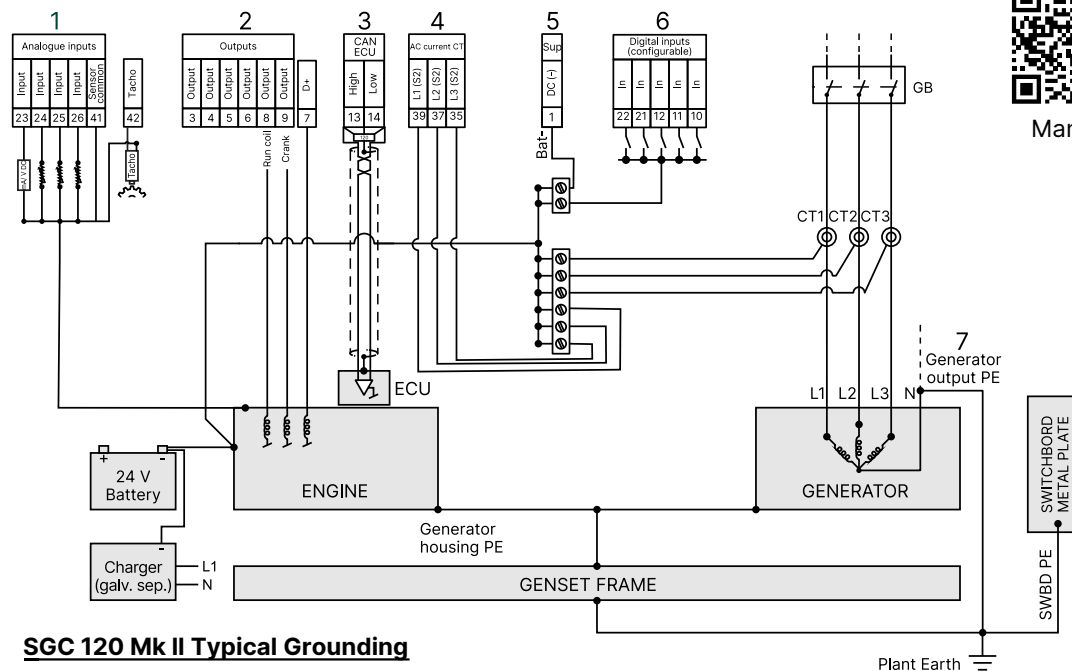 1
2
3
4
5
6
Analogue inputs
Input
Input
Input
Input
Sensor common
23
24
25
26
41
Tacho
42
Tacho
mA/V DC
Outputs
Output
Output
Output
Output
Output
Output
3
4
5
6
8
9
D+
7
Run coil
Crank
CAN
ECU
High
Low
13
14
120
AC current CT
L1 (S2)
L2 (S2)
L3 (S2)
39
37
35
Sup
DC (-)
1
Bat-
Digital inputs
(configurable)
In
In
In
In
In
22
21
12
11
10
GB
Mar
CT1
CT2
CT3
ECU
7
Generator
output PE
L1
L2
L3
N
24 V
Battery
+
-
ENGINE
GENERATOR
SWITCHBORD
METAL PLATE
Generator
housing PE
-
Charger
(galv. sep.)
L1
N
GENSET FRAME
SWBD PE
SGC 120 Mk II Typical Grounding
Plant Earth